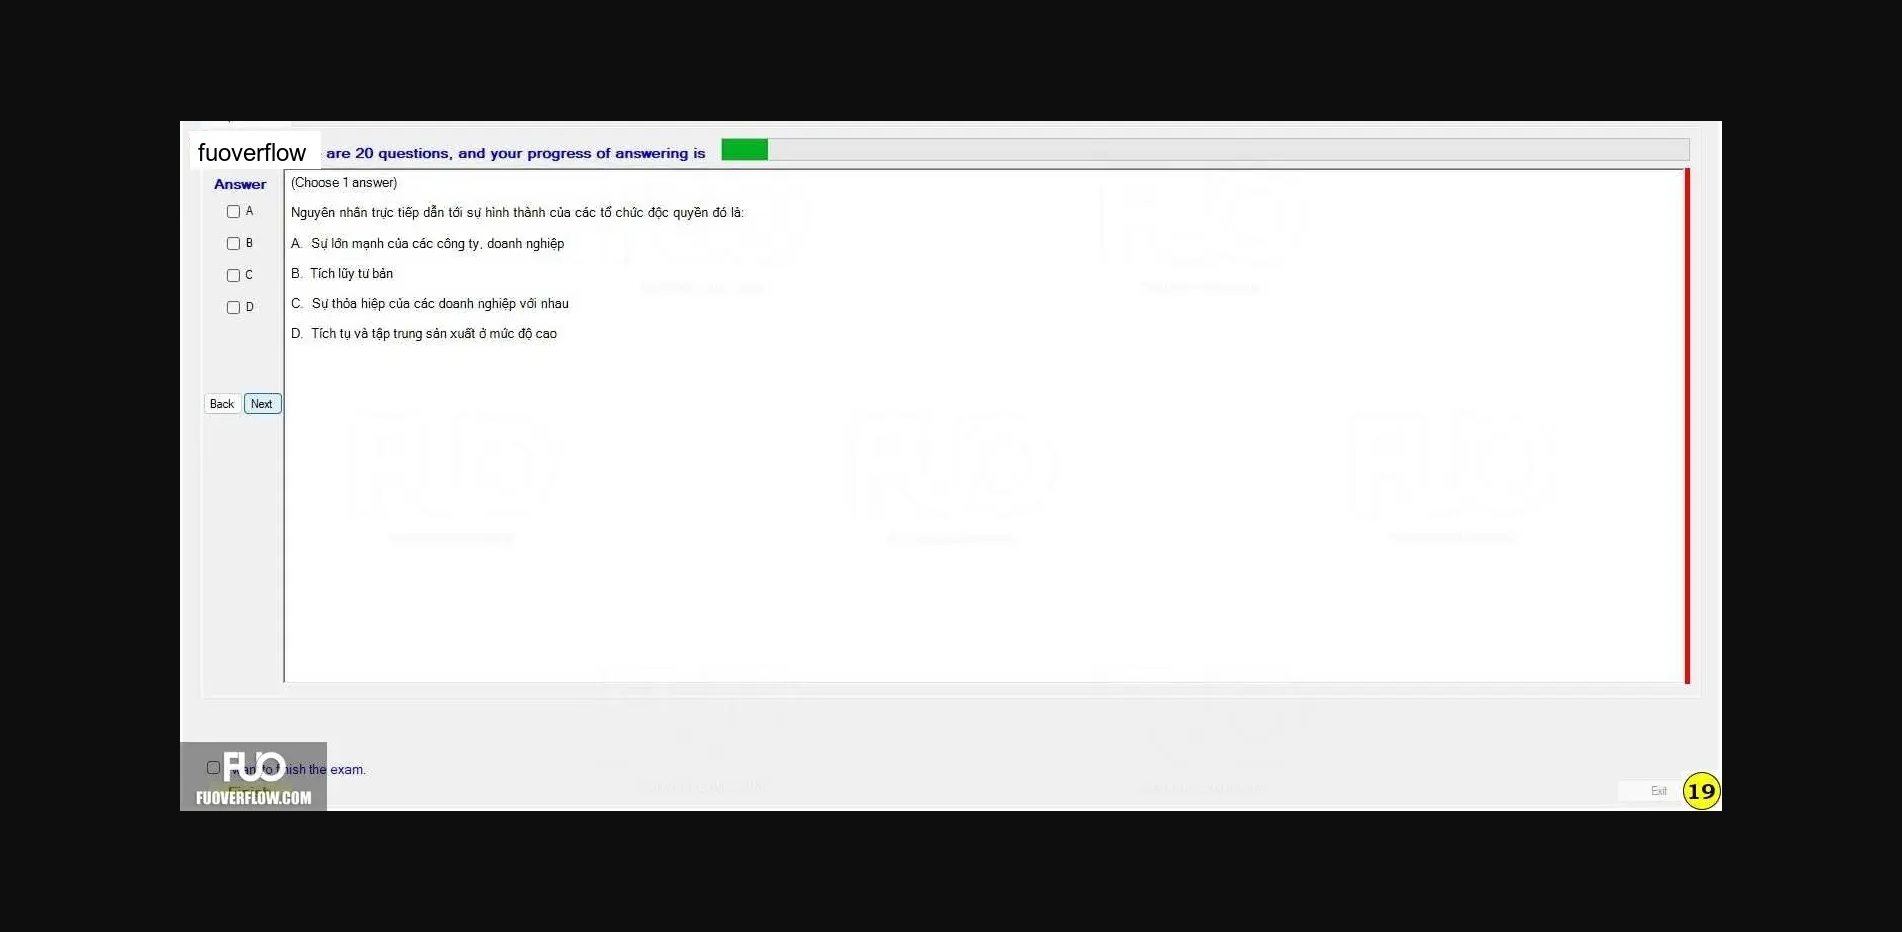 fuoverflow
are 20 questions, and your progress of answering is
Answer
(Choose 1 answer)
A
Nguyên nhân trực tiếp dẫn tới sự hình thành của các tổ chức độc quyền đó là:
B
A. Sự lớn mạnh của các công ty, doanh nghiệp
C
B. Tích lũy tư bản
D
C. Sự thỏa hiệp của các doanh nghiệp với nhau
D. Tích tụ và tập trung sản xuất ở mức độ cao
Back Next
FUO
want to finish the exam.
Finish
FUOVERFLOW.COM
Exit
19